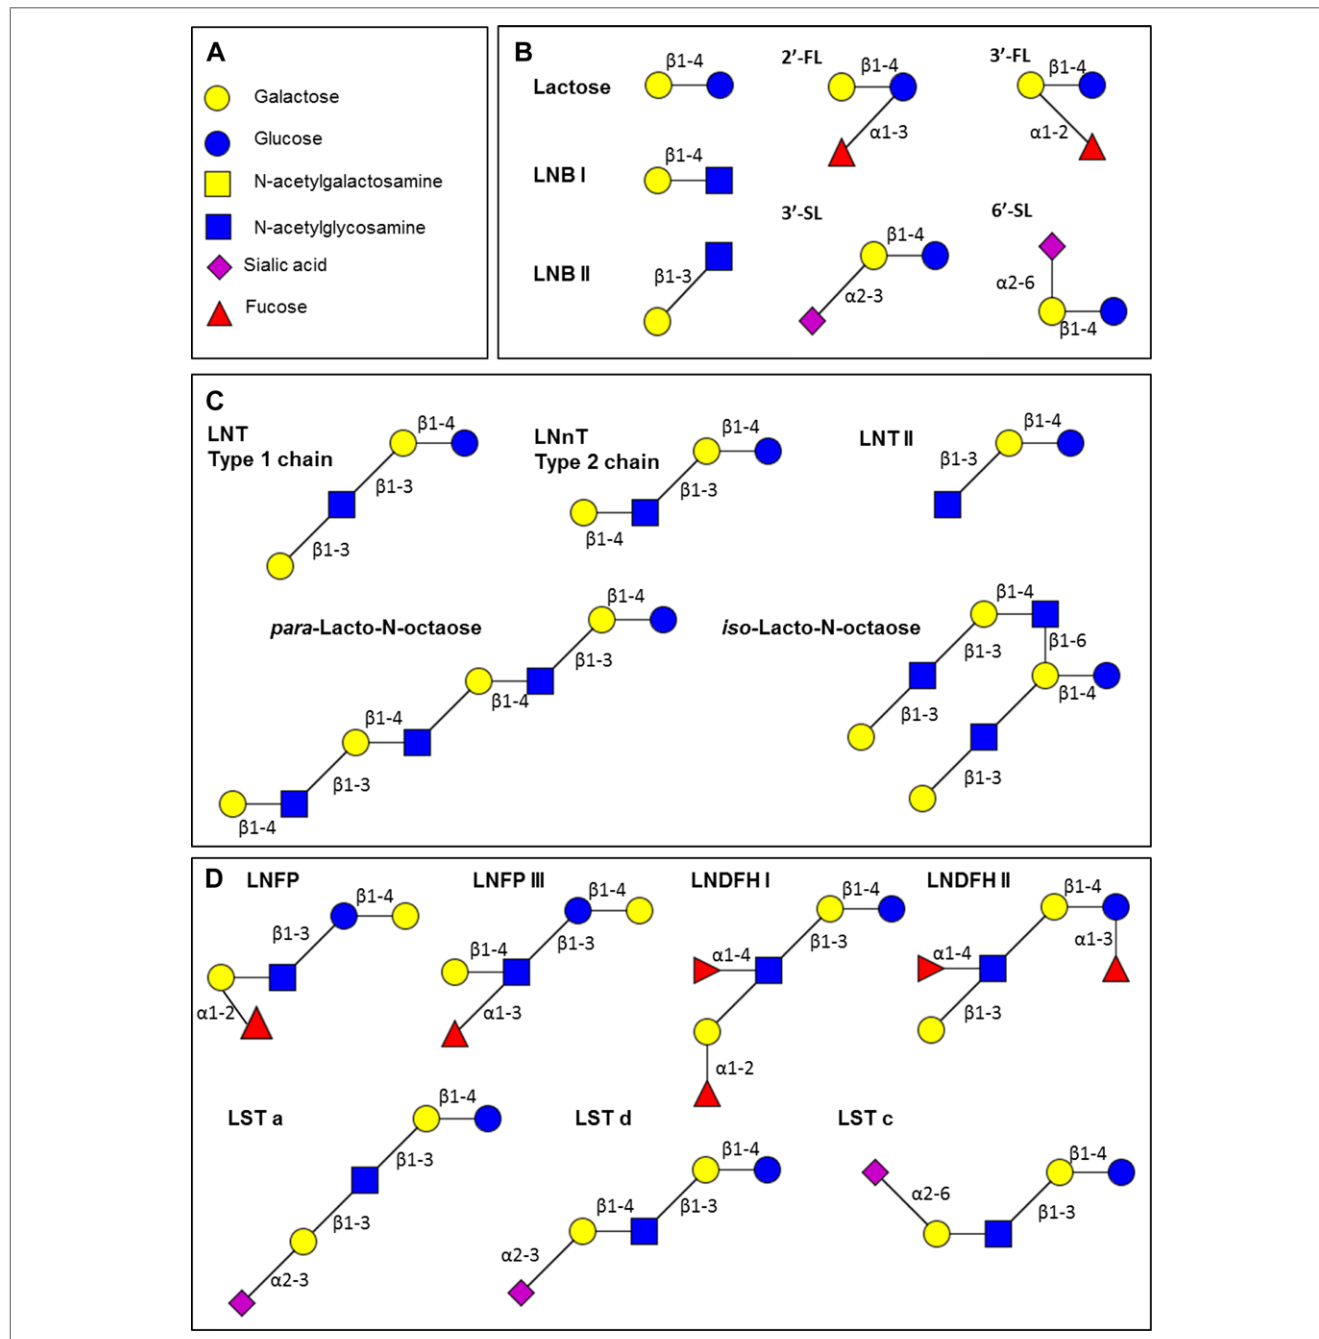 A
Galactose
Glucose
N-acetylgalactosamine
N-acetylglycosamine
Sialic acid
Fucose
B
Lactose
β1-4
2’-FL
β1-4
α1-3
3’-FL
β1-4
α1-2
LNB I
β1-4
LNB II
β1-3
3’-SL
β1-4
α2-3
6’-SL
α2-6
β1-4
C
LNT
Type 1 chain
β1-4
β1-3
β1-3
LNnT
Type 2 chain
β1-4
β1-3
β1-4
LNT II
β1-4
β1-3
para-Lacto-N-octaose
β1-4
β1-3
β1-4
β1-4
β1-3
β1-4
iso-Lacto-N-octaose
β1-4
β1-6
β1-3
β1-4
β1-3
β1-3
D
LNFP
β1-4
β1-3
α1-2
LNFP III
β1-4
β1-4
β1-3
α1-3
LNDFH I
β1-4
β1-3
α1-4
α1-2
LNDFH II
β1-4
α1-3
α1-4
β1-3
LST a
β1-4
β1-3
β1-3
α2-3
LST d
β1-4
β1-4
β1-3
α2-3
LST c
β1-4
α2-6
β1-3